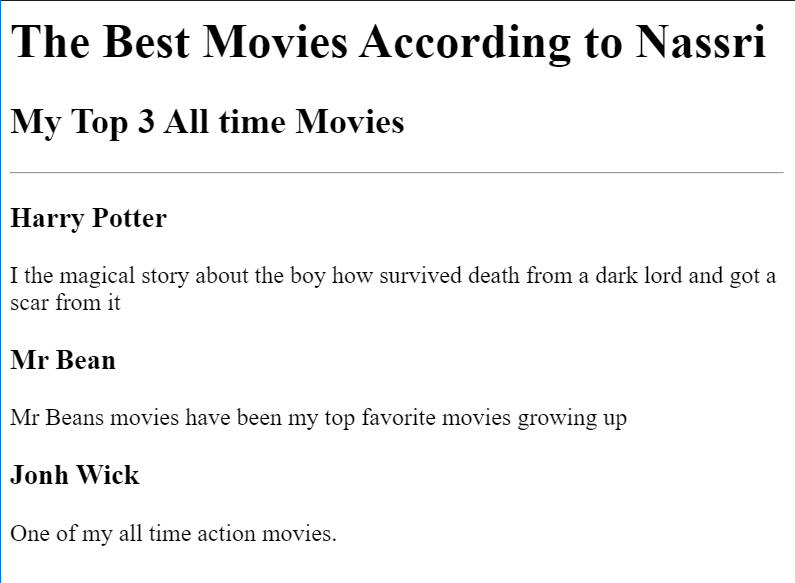 The Best Movies According to Nassri
My Top 3 All time Movies
Harry Potter
I the magical story about the boy how survived death from a dark lord and got a
scar from it
Mr Bean
Mr Beans movies have been my top favorite movies growing up
Jonh Wick
One of my all time action movies.